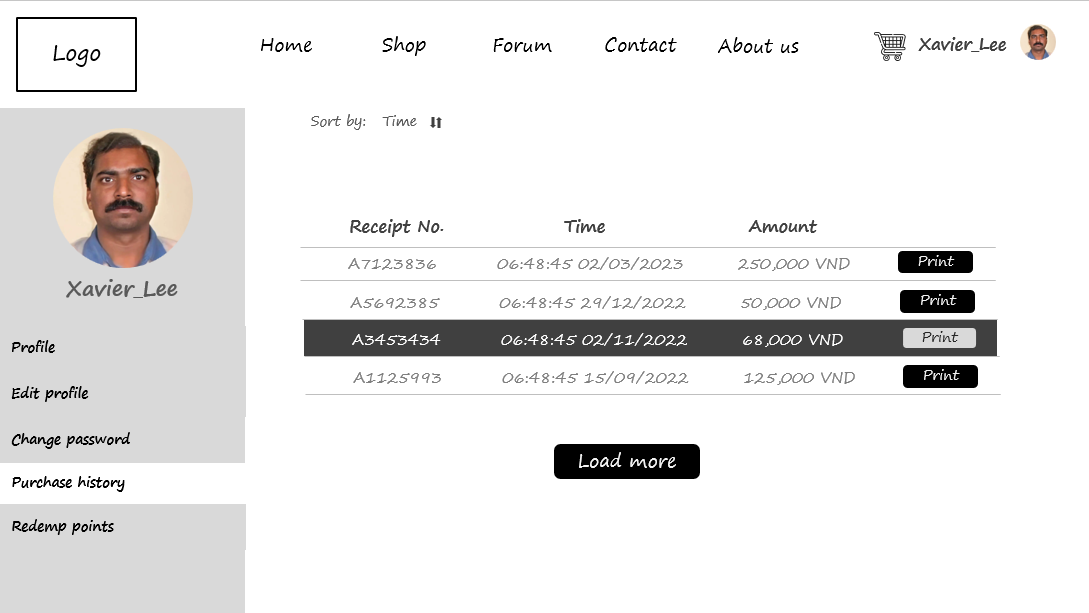 Logo
Home Shop Forum Contact About us Xavier_Lee
Sort by: Time
Xavier_Lee
Profile
Edit profile
Change password
Purchase history
Redemp points
Receipt No. Time Amount
A7123836 06:48:45 02/03/2023 250,000 VND Print
A5692385 06:48:45 29/12/2022 50,000 VND Print
A3453434 06:48:45 02/11/2022 68,000 VND Print
A1125993 06:48:45 15/09/2022 125,000 VND Print
Load more